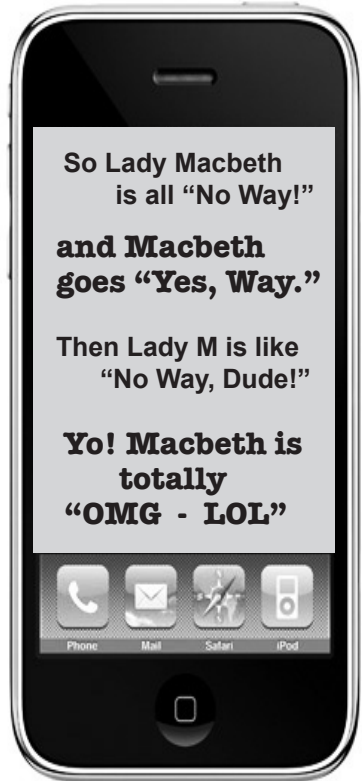 So Lady Macbeth
is all “No Way!”
and Macbeth
goes “Yes, Way.”
Then Lady M is like
“No Way, Dude!”
Yo! Macbeth is
totally
“OMG - LOL”
Phone Mail Safari iPod